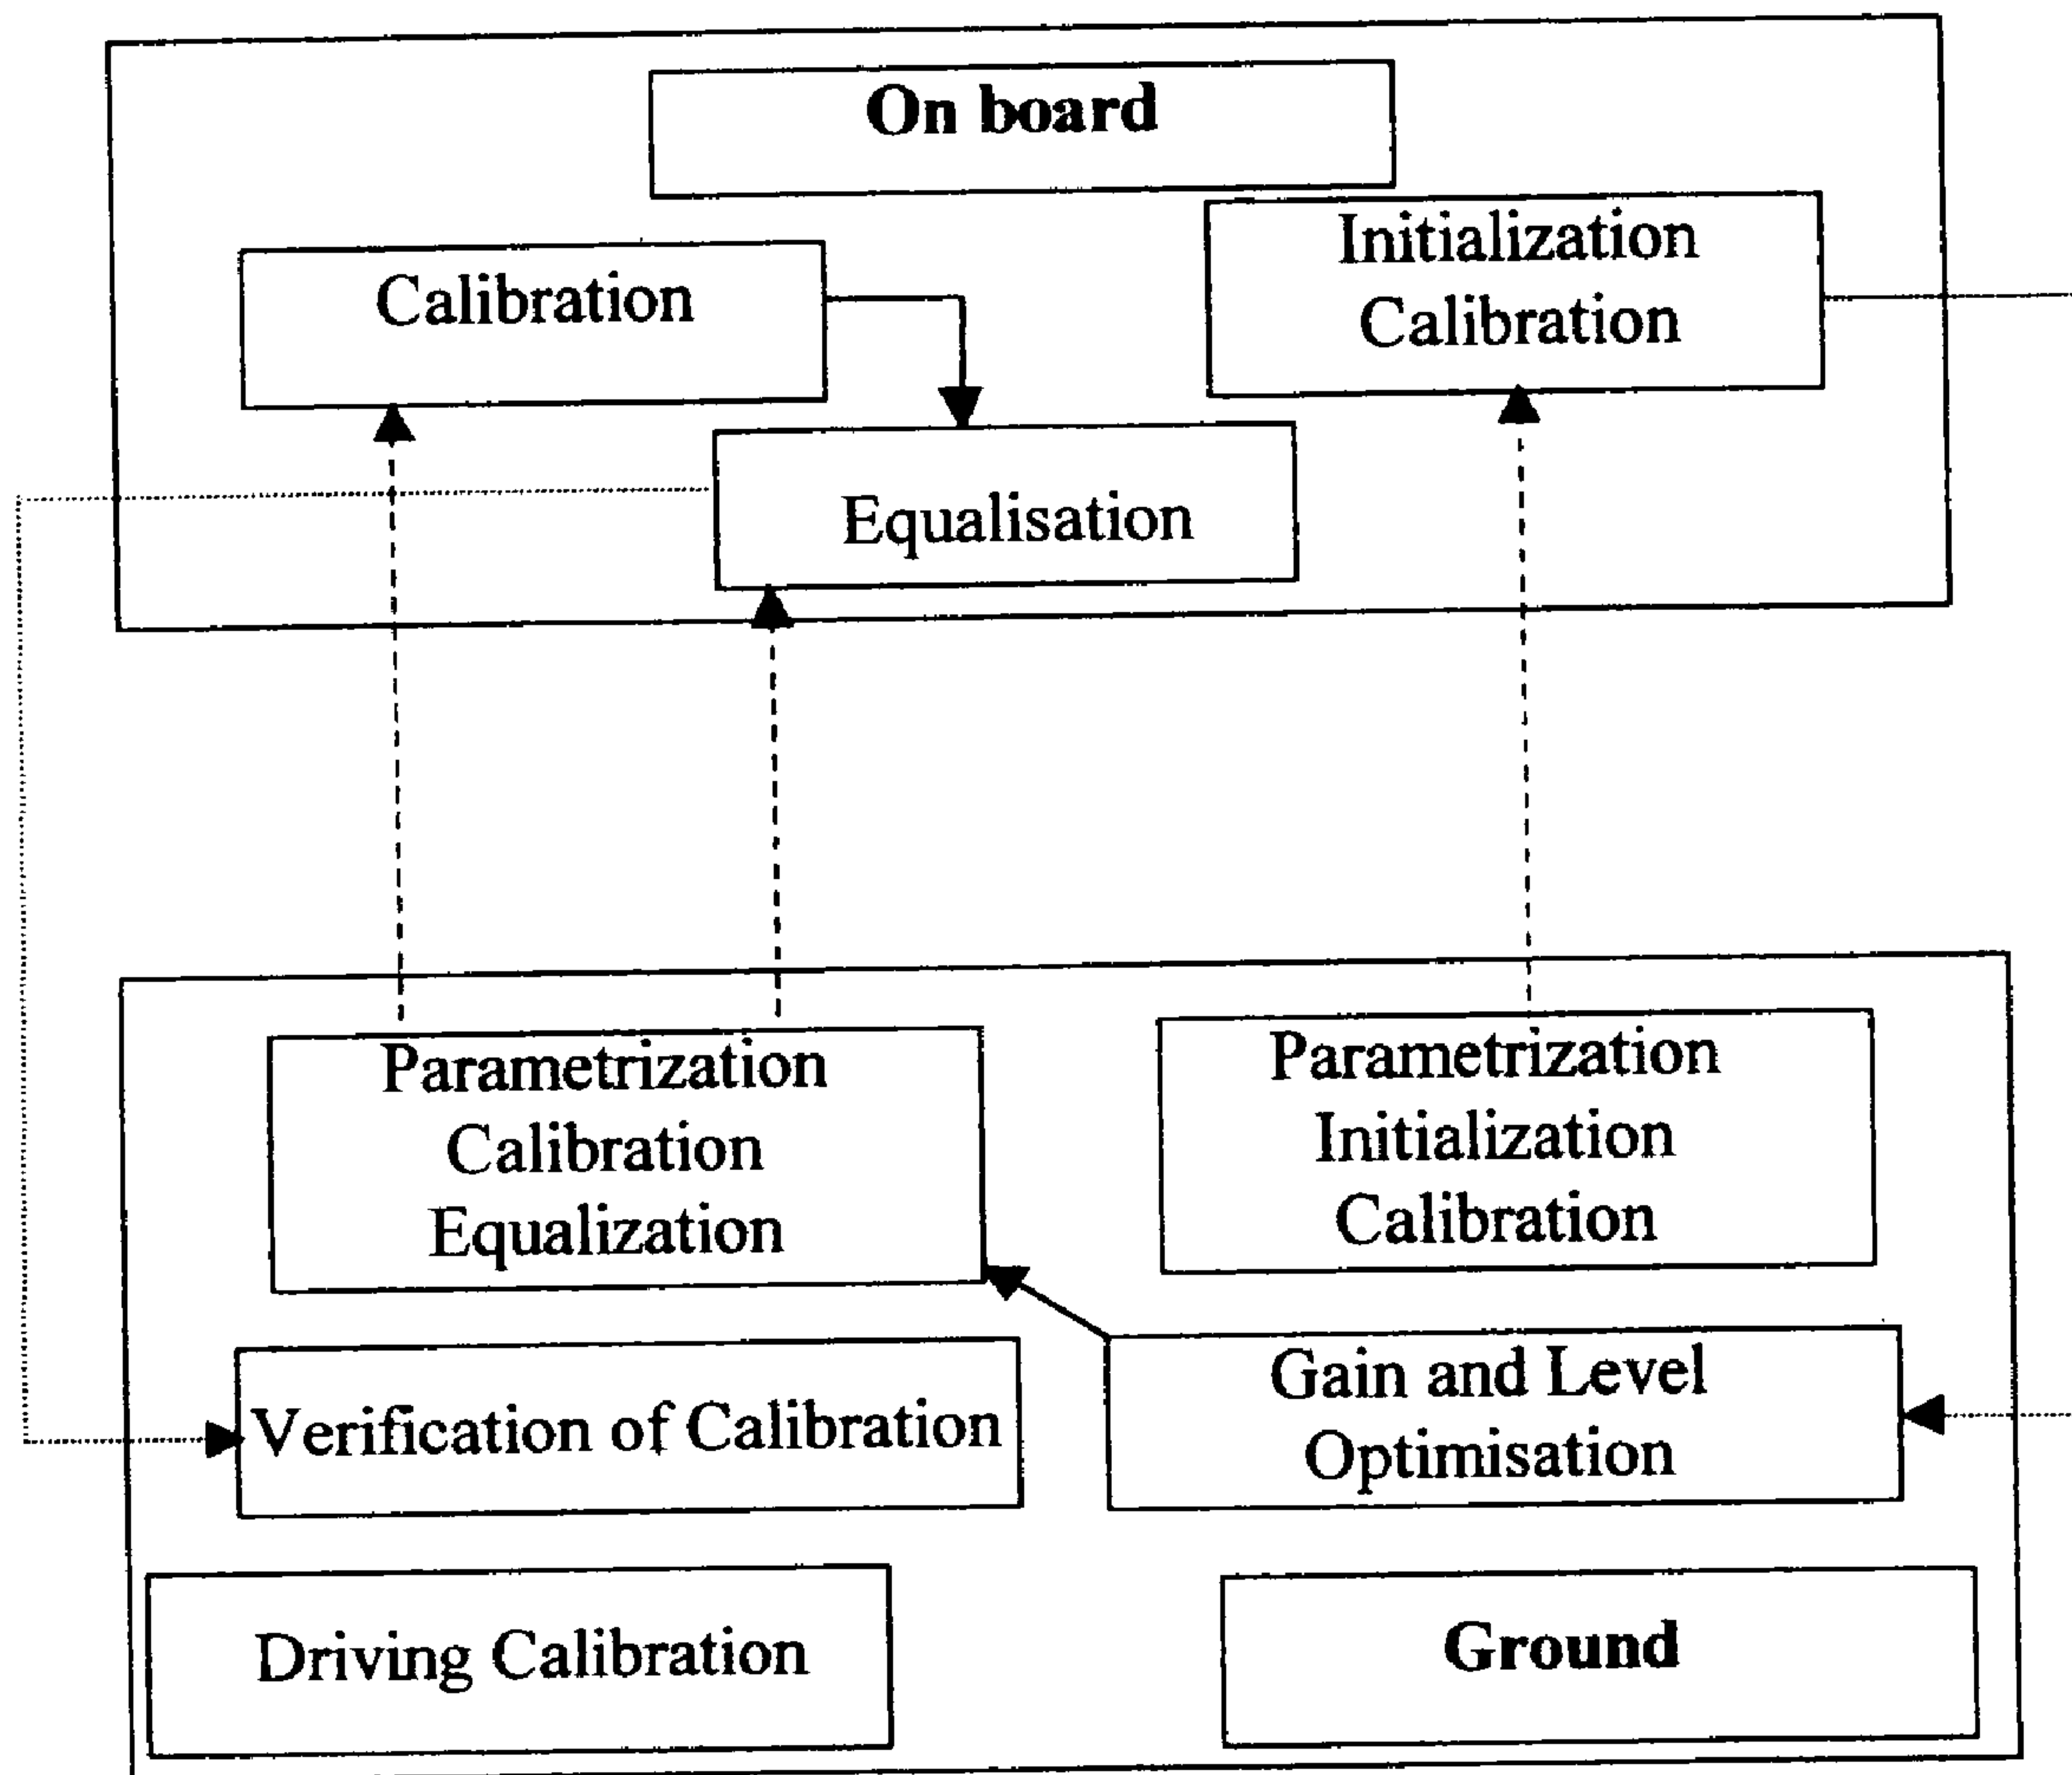 On board
Initialization
Calibration
Calibration
Equalisation
Parametrization
Calibration
Equalization
Parametrization
Initialization
Calibration
Verification of Calibration
Gain and Level
Optimisation
Driving Calibration
Ground